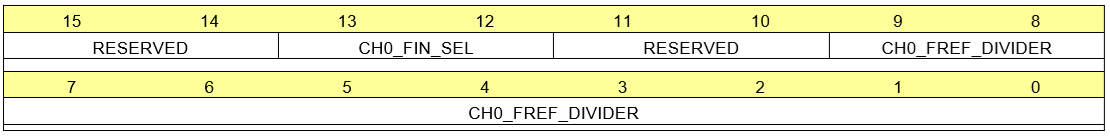 15 14 13 12 11 10 9 8
RESERVED CH0_FIN_SEL RESERVED CH0_FREF_DIVIDER
7 6 5 4 3 2 1 0
CH0_FREF_DIVIDER